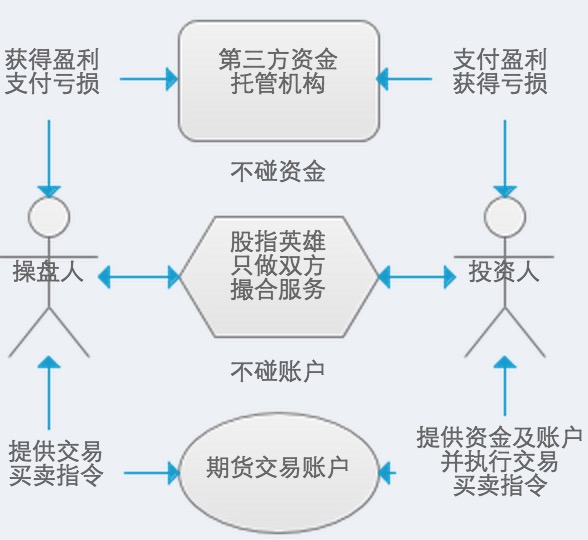 获得盈利
支付亏损
第三方资金
托管机构
支付盈利
获得亏损
不碰资金
操盘人
股指英雄
只做双方
撮合服务
投资人
不碰账户
提供交易
买卖指令
期货交易账户
提供资金及账户
并执行交易
买卖指令